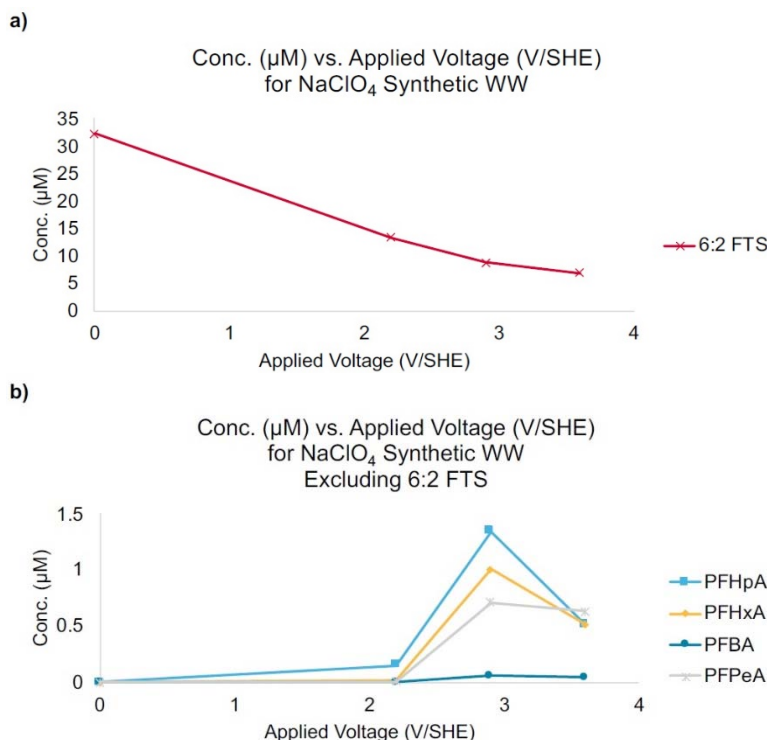 a)
Conc. (µM) vs. Applied Voltage (V/SHE)
for NaClO₄ Synthetic WW
35
30
25
20
15
10
5
0
Conc. (µM)
0 1 2 3 4
Applied Voltage (V/SHE)
6:2 FTS
b)
Conc. (µM) vs. Applied Voltage (V/SHE)
for NaClO₄ Synthetic WW
Excluding 6:2 FTS
1.5
1
0.5
0
Conc. (µM)
0 1 2 3 4
Applied Voltage (V/SHE)
PFHpA
PFHxA
PFBA
PFPeA